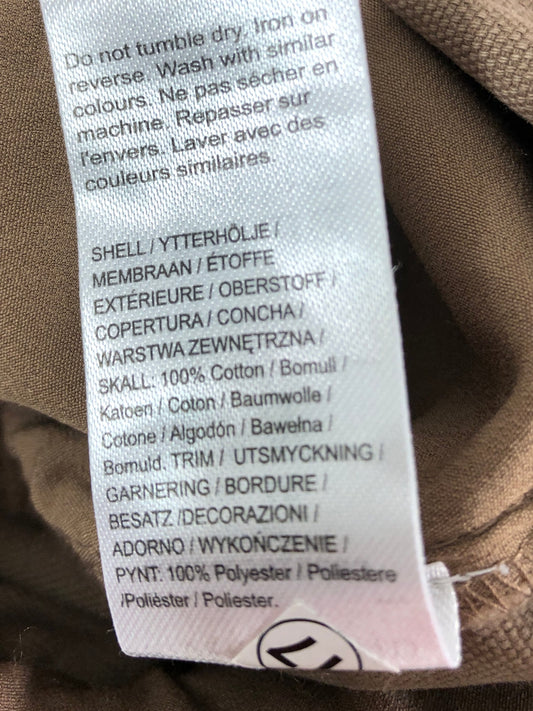 Do not tumble dry. Iron on
reverse. Wash with similar
colours. Ne pas sécher en
machine. Repasser sur
l'envers. Laver avec des
couleurs similaires.
SHELL / YTTERHÖLJE /
MEMBRAAN / ÉTOFFE
EXTÉRIEURE / OBERSTOFF /
COPERTURA / CONCHA /
WARSTWA ZEWNĘTRZNA /
SKALL: 100% Cotton / Bomull /
Katoen / Coton / Baumwolle /
Cotone / Algodón / Bawełna /
Bomuld. TRIM / UTSMYCKNING /
GARNERING / BORDURE /
BESATZ /DECORAZIONI /
ADORNO / WYKOŃCZENIE /
PYNT: 100% Polyester / Poliestere
/Poliéster / Poliester.